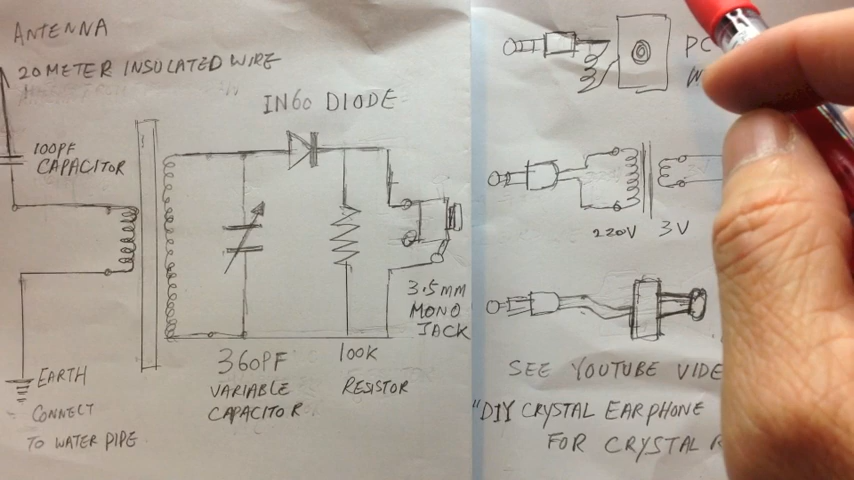 ANTENNA
20 METER INSULATED WIRE
IN60 DIODE
100PF
CAPACITOR
3.5mm
MONO
JACK
360PF
VARIABLE
CAPACITOR
100K
RESISTOR
EARTH
CONNECT
TO WATER PIPE
PC
220V 3V
SEE YOUTUBE VIDE
"DIY CRYSTAL EARPHONE
FOR CRYSTAL